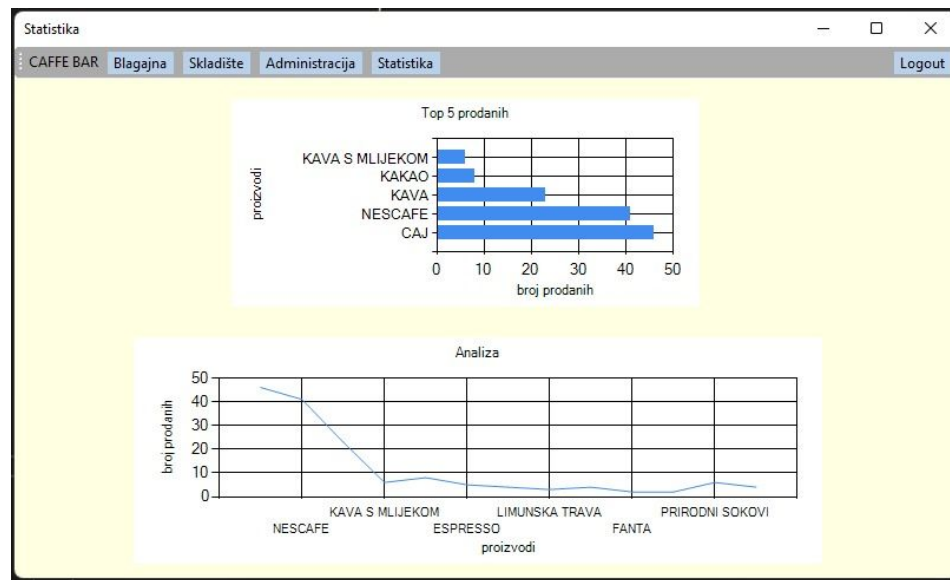 Statistika
CAFFE BAR Blagajna Skladište Administracija Statistika Logout
Top 5 prodanih
proizvodi
KAVA S MLIJEKOM
KAKAO
KAVA
NESCAFE
CAJ
0 10 20 30 40 50
broj prodanih
Analiza
broj prodanih
50
40
30
20
10
0
KAVA S MLIJEKOM LIMUNSKA TRAVA PRIRODNI SOKOVI
NESCAFE ESPRESSO FANTA
proizvodi